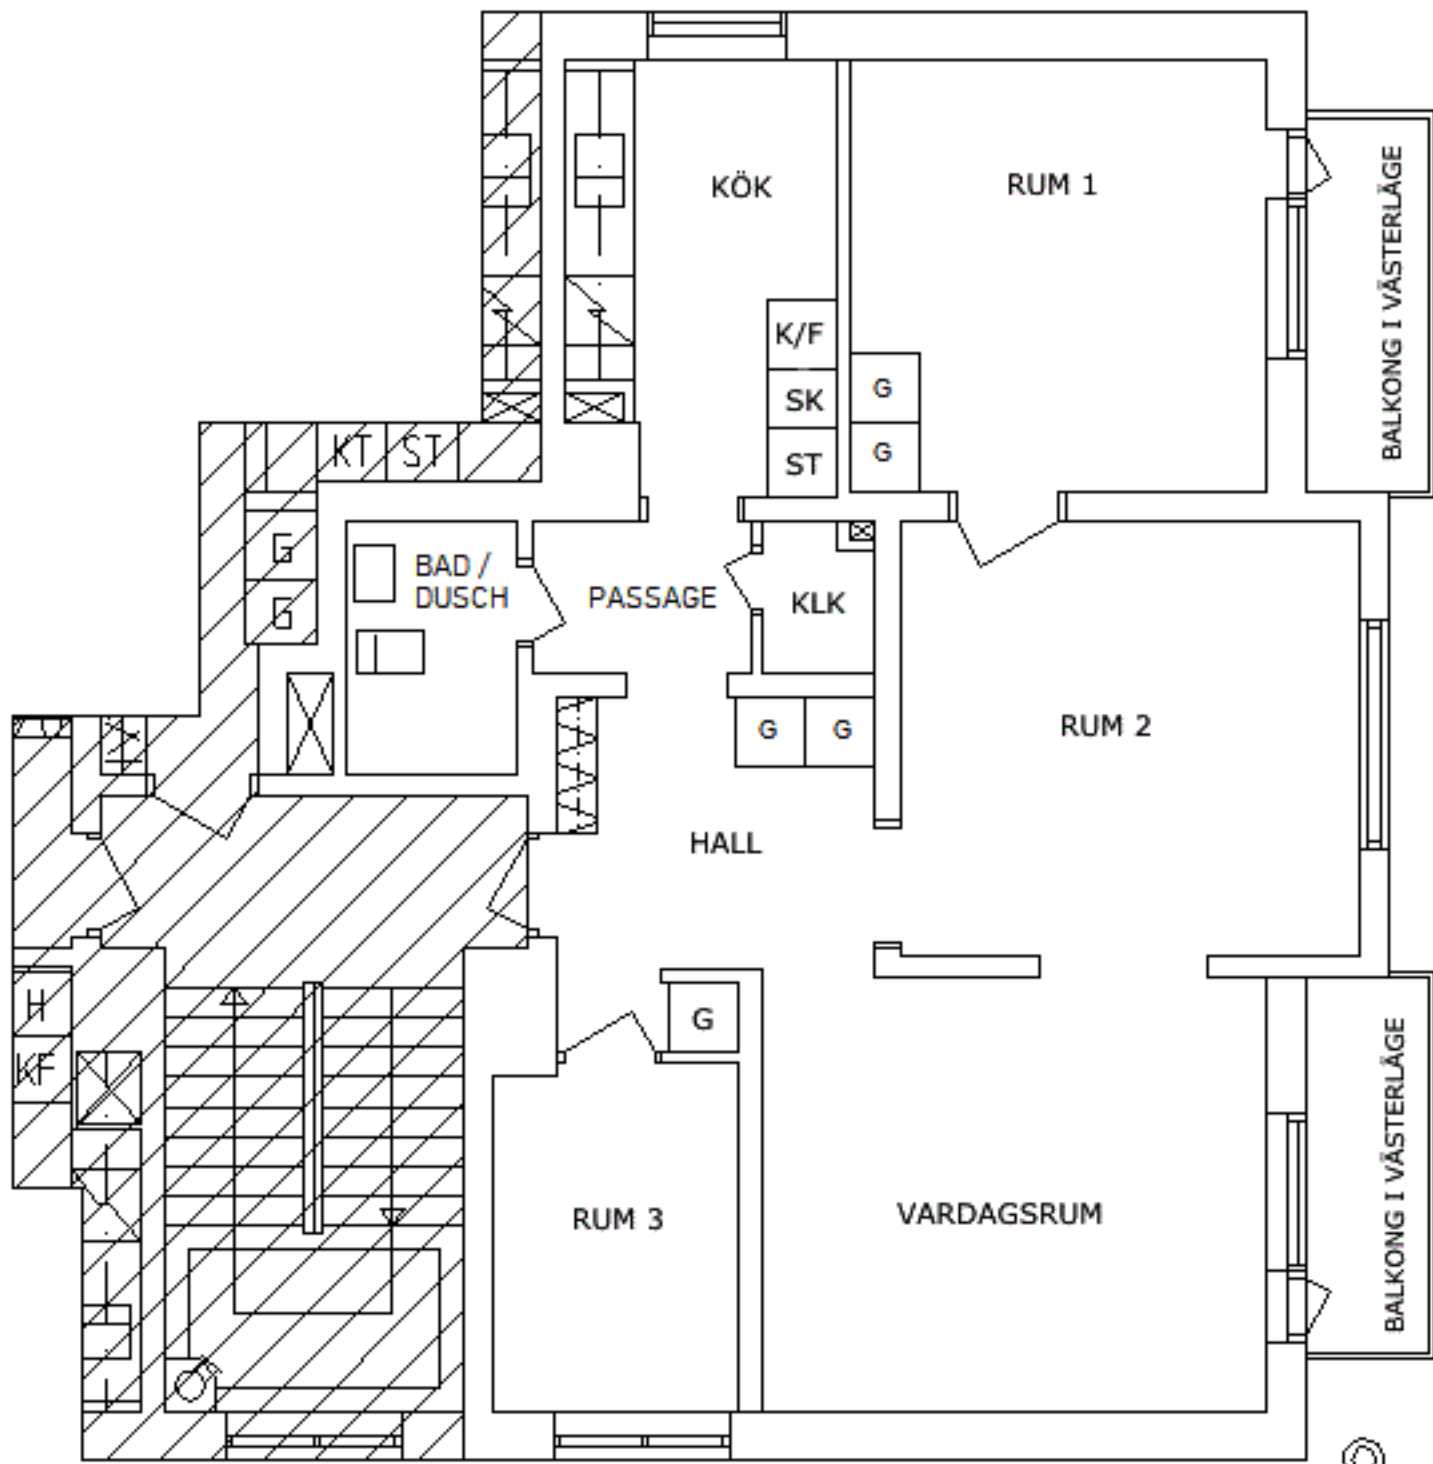 KÖK
RUM 1
BALKONG I VÄSTERLÄGE
K/F
SK
ST
G
G
KT
ST
G
G
BAD /
DUSCH
PASSAGE
KLK
G
G
RUM 2
HALL
H
KF
G
RUM 3
VARDAGSRUM
BALKONG I VÄSTERLÄGE